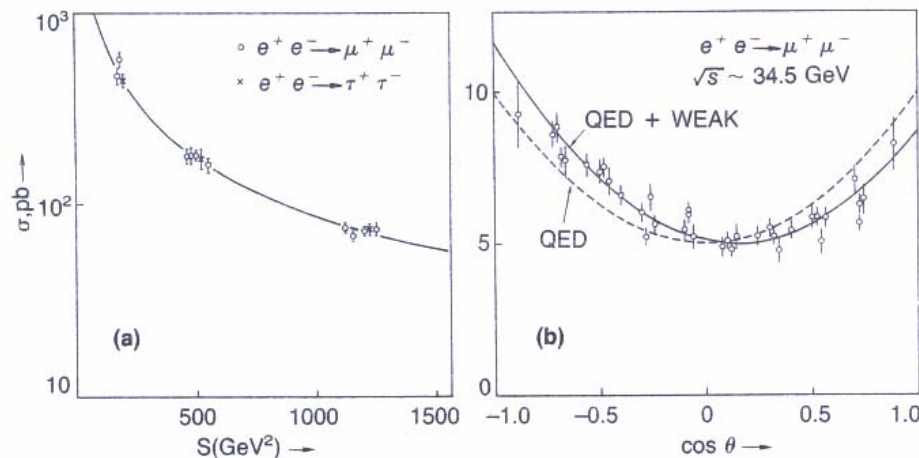 10³
10²
10
σ,pb →
500
1000
1500
S(GeV²) →
o e⁺ e⁻ → μ⁺ μ⁻
× e⁺ e⁻ → τ⁺ τ⁻
(a)
10
5
0
-1.0
-0.5
0
0.5
1.0
cos θ →
e⁺ e⁻ → μ⁺ μ⁻
√s ~ 34.5 GeV
QED + WEAK
QED
(b)